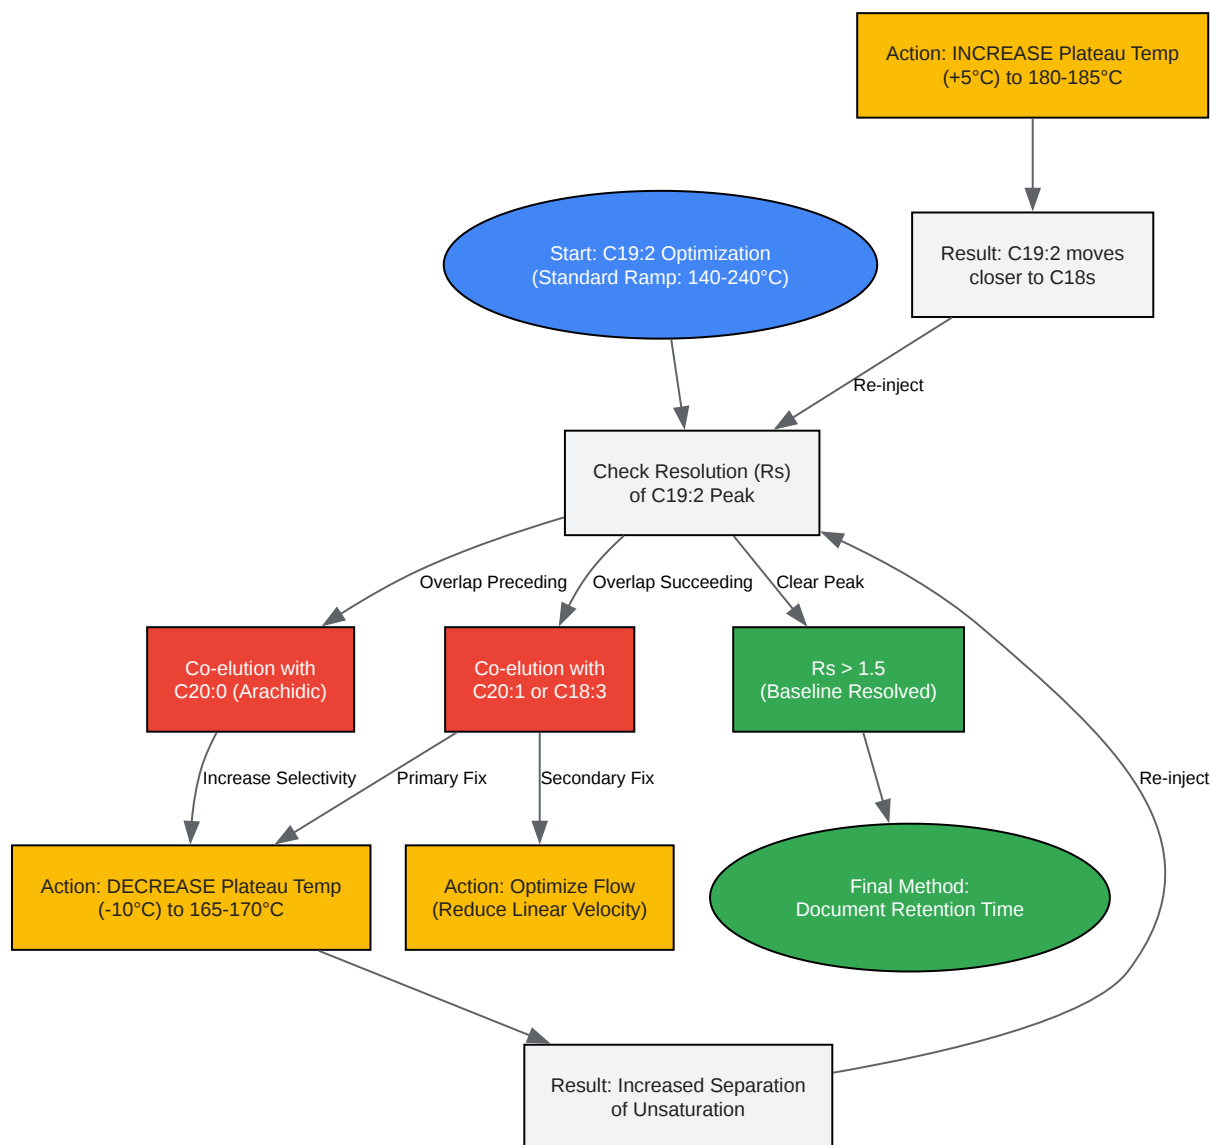 Action: INCREASE Plateau Temp
(+5°C) to 180-185°C
Start: C19:2 Optimization
(Standard Ramp: 140-240°C)
Result: C19:2 moves
closer to C18s
Re-inject
Check Resolution (Rs)
of C19:2 Peak
Overlap Preceding
Overlap Succeeding
Clear Peak
Co-elution with
C20:0 (Arachidic)
Co-elution with
C20:1 or C18:3
Rs > 1.5
(Baseline Resolved)
Increase Selectivity
Primary Fix
Secondary Fix
Re-inject
Action: DECREASE Plateau Temp
(-10°C) to 165-170°C
Action: Optimize Flow
(Reduce Linear Velocity)
Final Method:
Document Retention Time
Result: Increased Separation
of Unsaturation